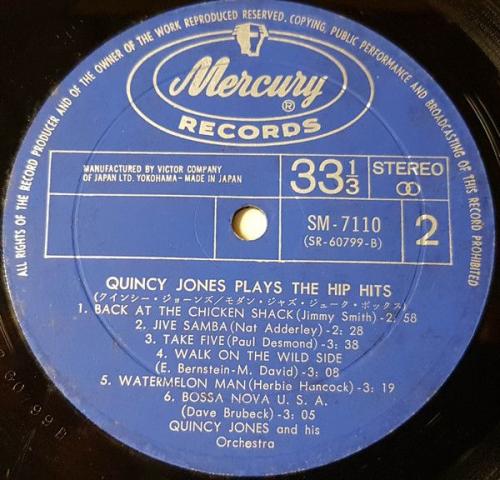 ALL RIGHTS OF THE RECORD PRODUCER AND OF THE OWNER OF THE WORK REPRODUCED RESERVED. COPYING, PUBLIC PERFORMANCE AND BROADCASTING OF THIS RECORD PROHIBITED
Mercury ®
RECORDS
MANUFACTURED BY VICTOR COMPANY
OF JAPAN LTD. YOKOHAMA-MADE IN JAPAN
33 1/3
STEREO
SM-7110
(SR-60799-B)
2
QUINCY JONES PLAYS THE HIP HITS
(クインシー・ジョーンズ/モダン・ジャズ・ジューク・ボックス)
1. BACK AT THE CHICKEN SHACK(Jimmy Smith)-2: 58
2. JIVE SAMBA(Nat Adderley)-2: 28
3. TAKE FIVE(Paul Desmond)-3: 38
4. WALK ON THE WILD SIDE
(E. Bernstein-M. David)-3: 08
5. WATERMELON MAN(Herbie Hancock)-3: 19
6. BOSSA NOVA U. S. A.
(Dave Brubeck)-3: 05
QUINCY JONES and his
Orchestra